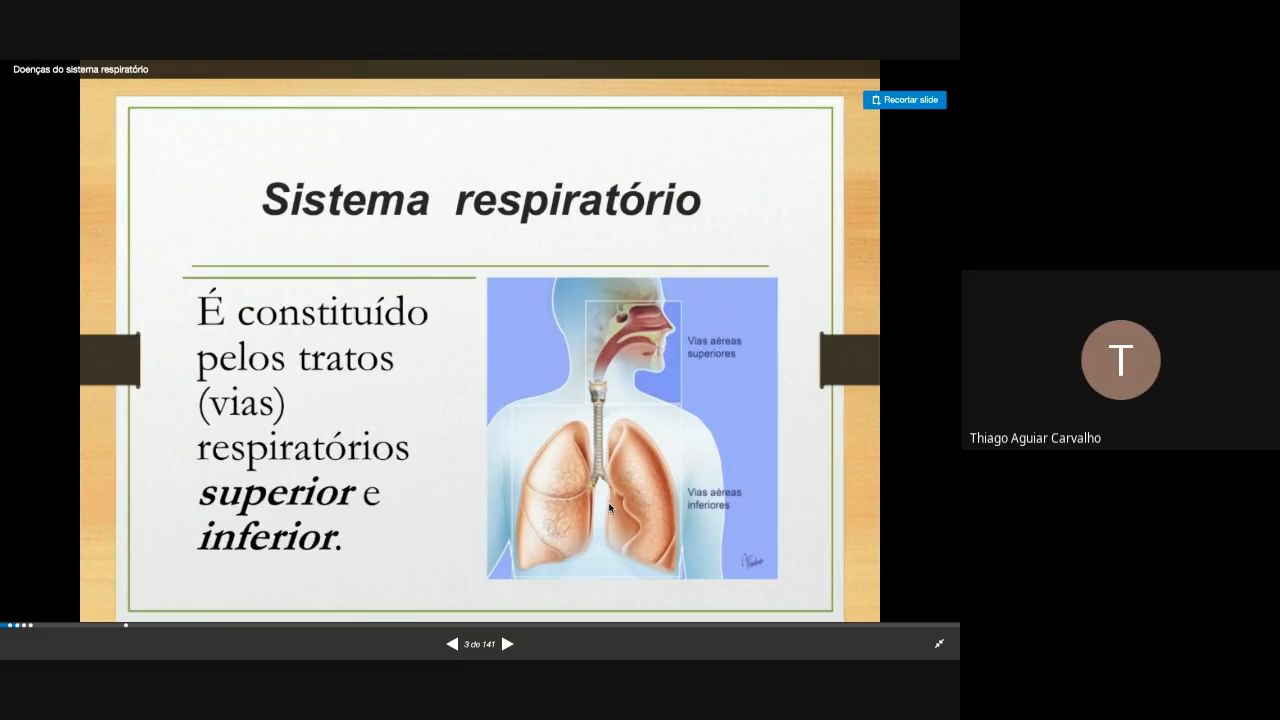 Doenças do sistema respiratório
Recortar slide
Sistema respiratório
É constituído
pelos tratos
(vias)
respiratórios
superior e
inferior.
Vias aéreas
superiores
Vias aéreas
inferiores
T
Thiago Aguiar Carvalho
3 de 141